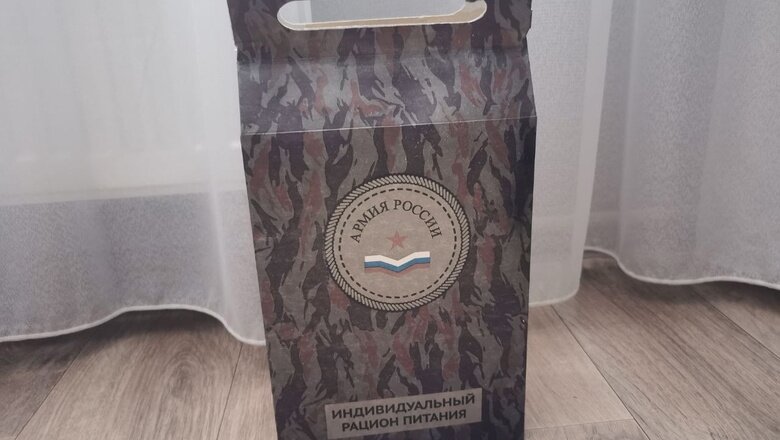 АРМИЯ РОССИИ
ИНДИВИДУАЛЬНЫЙ
РАЦИОН ПИТАНИЯ